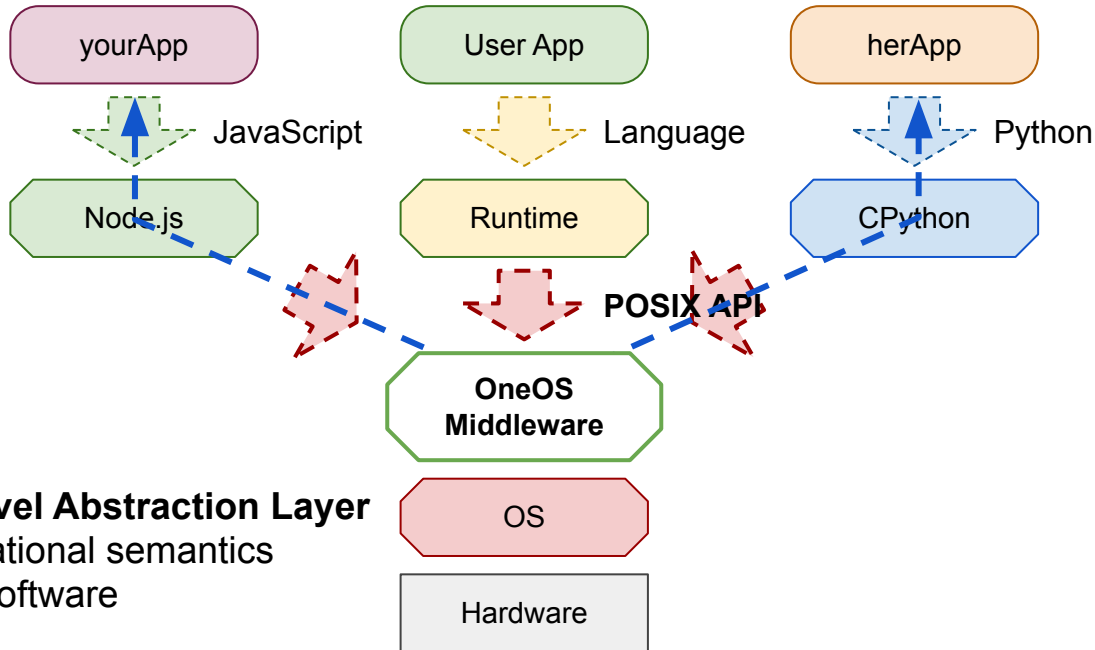 yourApp
User App
herApp
JavaScript
Language
Python
Node.js
Runtime
CPython
POSIX API
OneOS
Middleware
vel Abstraction Layer
ational semantics
oftware
OS
Hardware